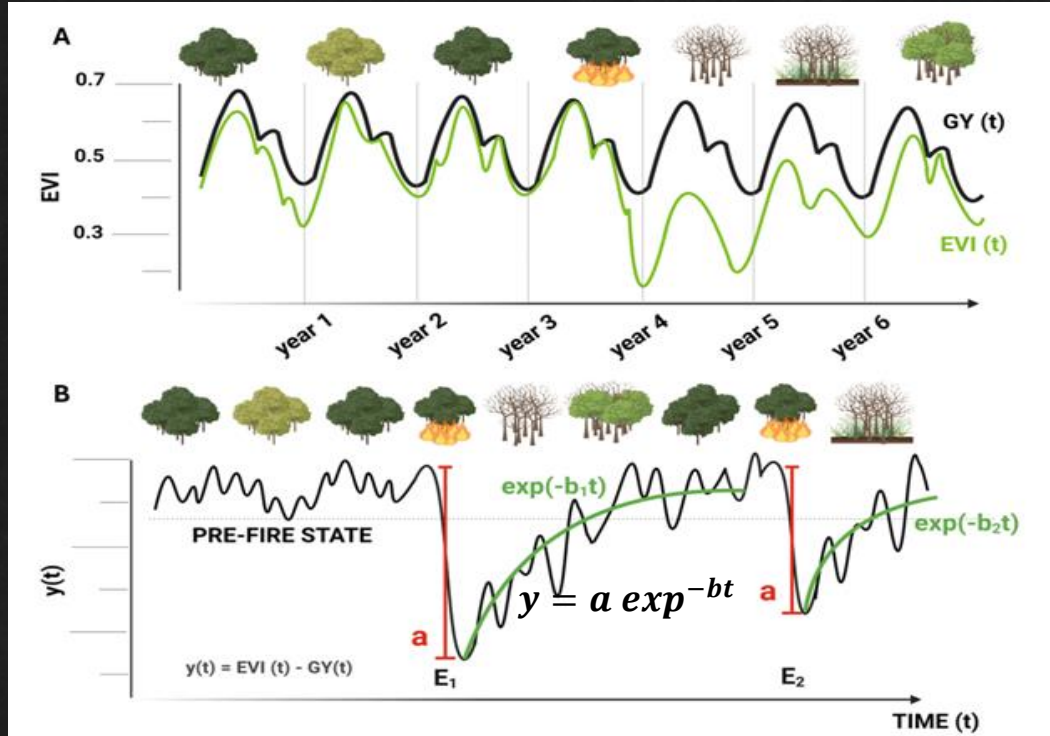 A
0.7
GY (t)
0.5
EVI
0.3
EVI (t)
year 1
year 2
year 3
year 4
year 5
year 6
B
exp(-b₁t)
PRE-FIRE STATE
exp(-b₂t)
y(t)
y = a exp⁻ᵇᵗ
a
a
y(t) = EVI (t) - GY(t)
E₁
E₂
TIME (t)